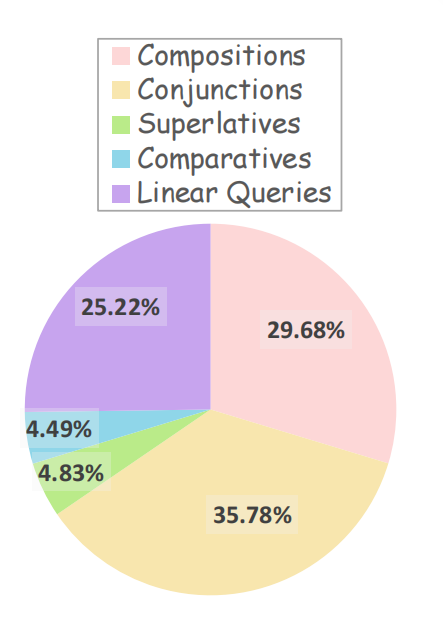 Compositions
Conjunctions
Superlatives
Comparatives
Linear Queries
25.22%
29.68%
4.49%
4.83%
35.78%